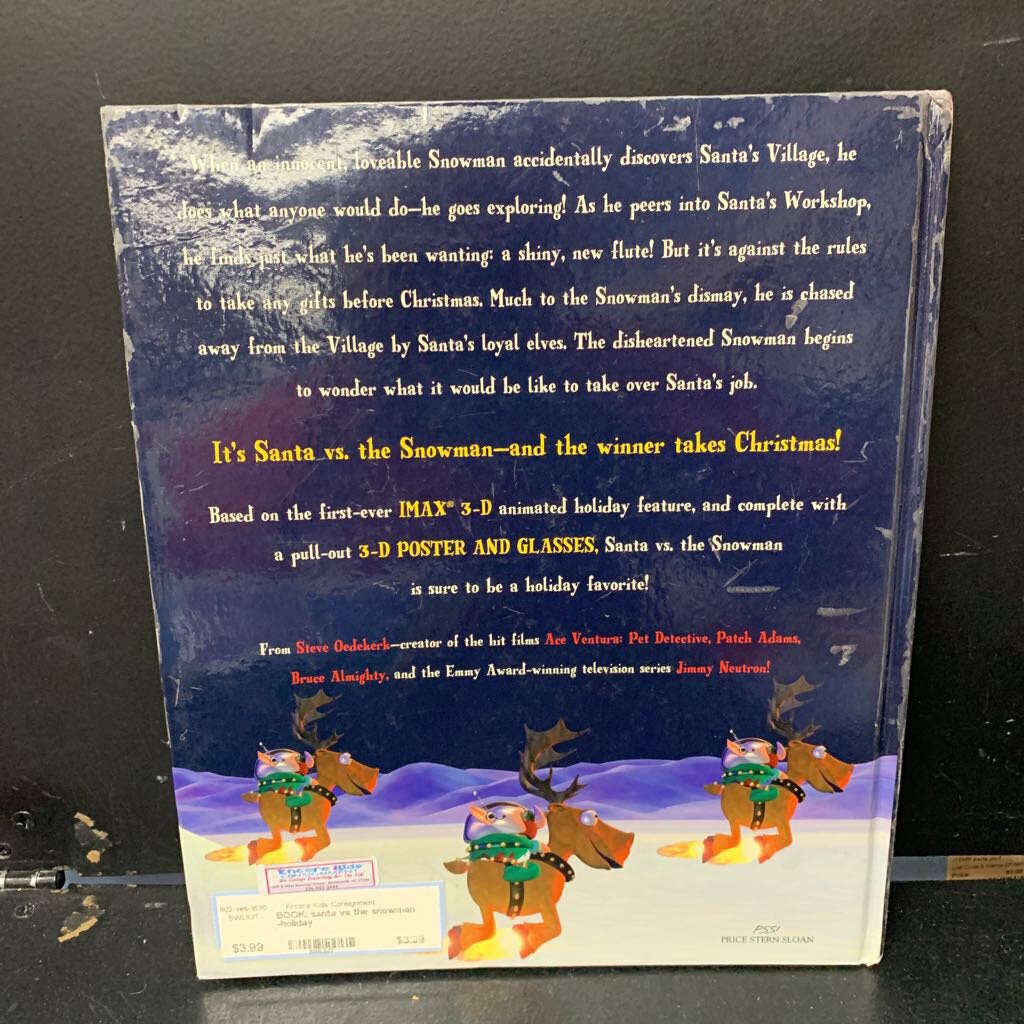 When an innocent, loveable Snowman accidentally discovers Santa's Village, he
does what anyone would do—he goes exploring! As he peers into Santa's Workshop,
he finds just what he's been wanting: a shiny, new flute! But it's against the rules
to take any gifts before Christmas. Much to the Snowman's dismay, he is chased
away from the Village by Santa's loyal elves. The disheartened Snowman begins
to wonder what it would be like to take over Santa's job.
It's Santa vs. the Snowman—and the winner takes Christmas!
Based on the first-ever IMAX® 3-D animated holiday feature, and complete with
a pull-out 3-D POSTER AND GLASSES, Santa vs. the Snowman
is sure to be a holiday favorite!
From Steve Oedekerk—creator of the hit films Ace Ventura: Pet Detective, Patch Adams,
Bruce Almighty, and the Emmy Award-winning television series Jimmy Neutron!
Encore Kids
CONSIGNMENT
Encore Kids Consignment
BOOK: santa vs the snowman
-holiday
$3.99 $3.99
PSS!
PRICE STERN SLOAN